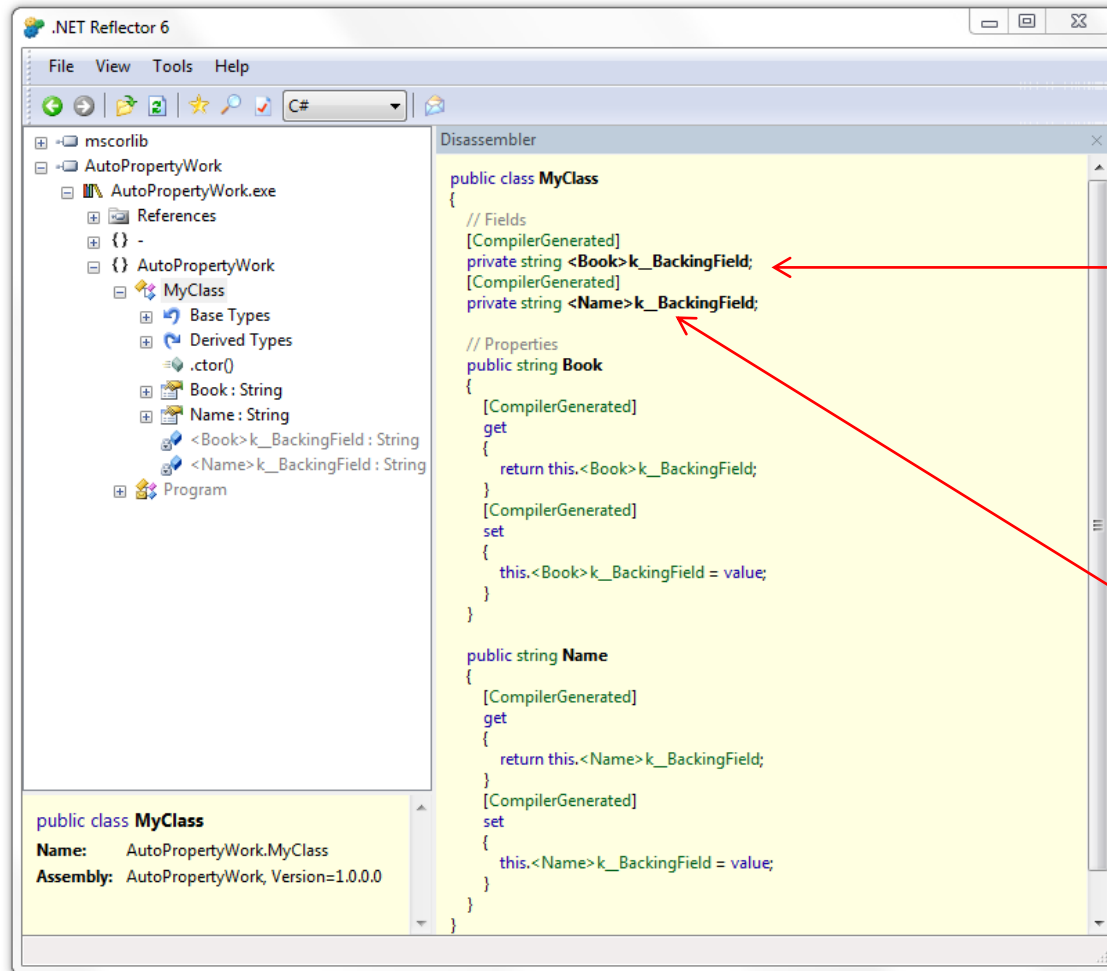 .NET Reflector 6
File View Tools Help
C#
mscorlib
AutoPropertyWork
AutoPropertyWork.exe
References
{} -
{} AutoPropertyWork
MyClass
Base Types
Derived Types
.ctor()
Book : String
Name : String
<Book>k__BackingField : String
<Name>k__BackingField : String
Program
public class MyClass
Name: AutoPropertyWork.MyClass
Assembly: AutoPropertyWork, Version=1.0.0.0
Disassembler
public class MyClass
{
// Fields
[CompilerGenerated]
private string <Book>k__BackingField;
[CompilerGenerated]
private string <Name>k__BackingField;
// Properties
public string Book
{
[CompilerGenerated]
get
{
return this.<Book>k__BackingField;
}
[CompilerGenerated]
set
{
this.<Book>k__BackingField = value;
}
}
public string Name
{
[CompilerGenerated]
get
{
return this.<Name>k__BackingField;
}
[CompilerGenerated]
set
{
this.<Name>k__BackingField = value;
}
}
}